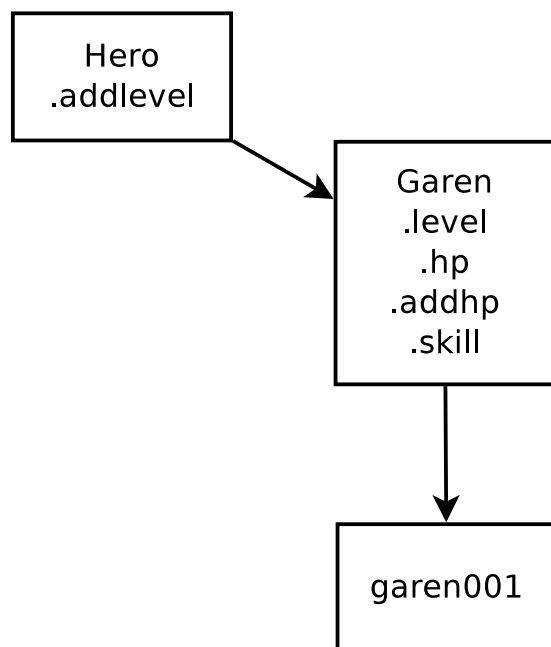 Hero
.addlevel
Garen
.level
.hp
.addhp
.skill
garen001